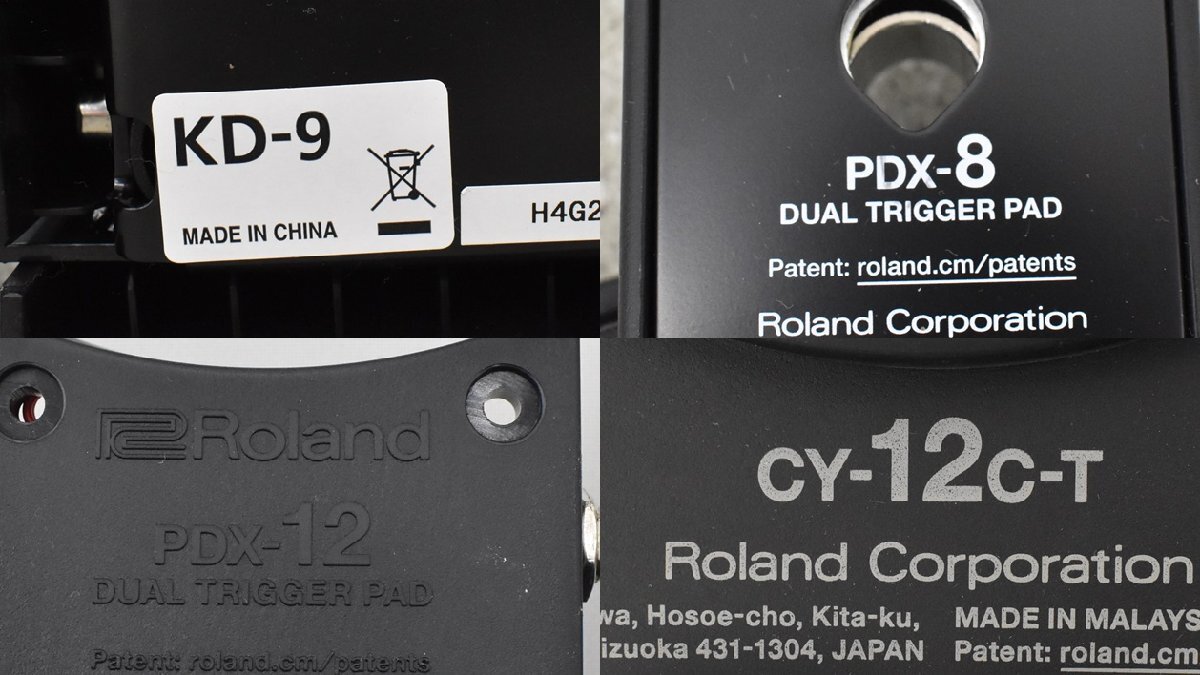 KD-9
MADE IN CHINA
H4G2
PDX-8
DUAL TRIGGER PAD
Patent: roland.cm/patents
Roland Corporation
Roland
PDX-12
DUAL TRIGGER PAD
Patent: roland.cm/patents
CY-12C-T
Roland Corporation
wa, Hosoe-cho, Kita-ku,
izuoka 431-1304, JAPAN
MADE IN MALAYS
Patent: roland.cm